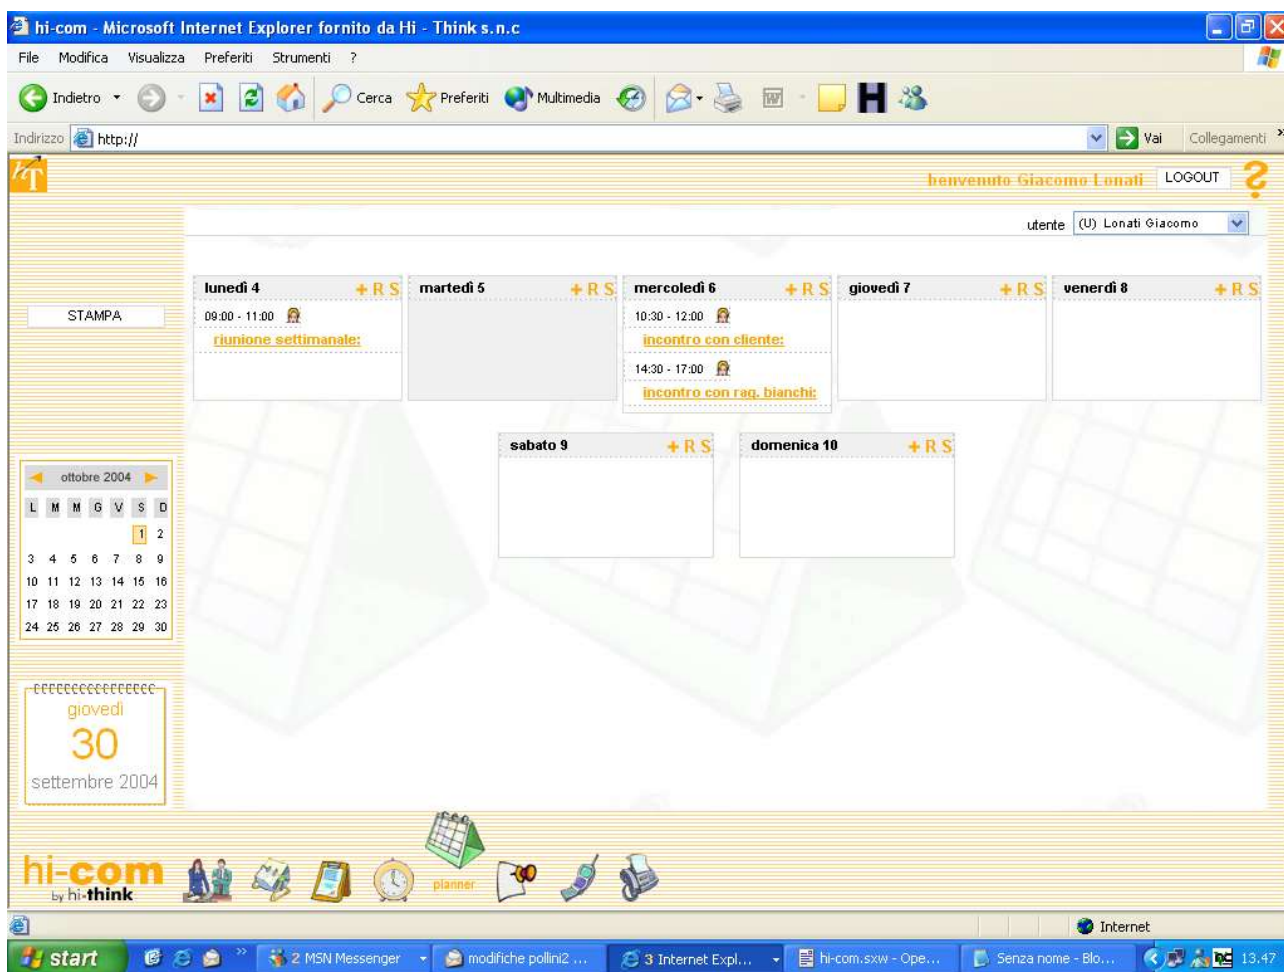 hi-com - Microsoft Internet Explorer fornito da Hi - Think s.n.c
File Modifica Visualizza Preferiti Strumenti ?
Indietro Cerca Preferiti Multimedia
Indirizzo http:// Vai Collegamenti »
hT benvenuto Giacomo Lonati LOGOUT ?
utente (U) Lonati Giacomo
lunedì 4 + R S martedì 5 + R S mercoledì 6 + R S giovedì 7 + R S venerdì 8 + R S
STAMPA
09:00 - 11:00 10:30 - 12:00
riunione settimanale: incontro con cliente:
14:30 - 17:00
incontro con rag. bianchi:
sabato 9 + R S domenica 10 + R S
ottobre 2004
L M M G V S D
1 2
3 4 5 6 7 8 9
10 11 12 13 14 15 16
17 18 19 20 21 22 23
24 25 26 27 28 29 30
giovedì
30
settembre 2004
hi-com
by hi-think
planner
Internet
start » 2 MSN Messenger modifiche pollini2 ... 3 Internet Expl... hi-com.sxw - Ope... Senza nome - Blo... 13.47